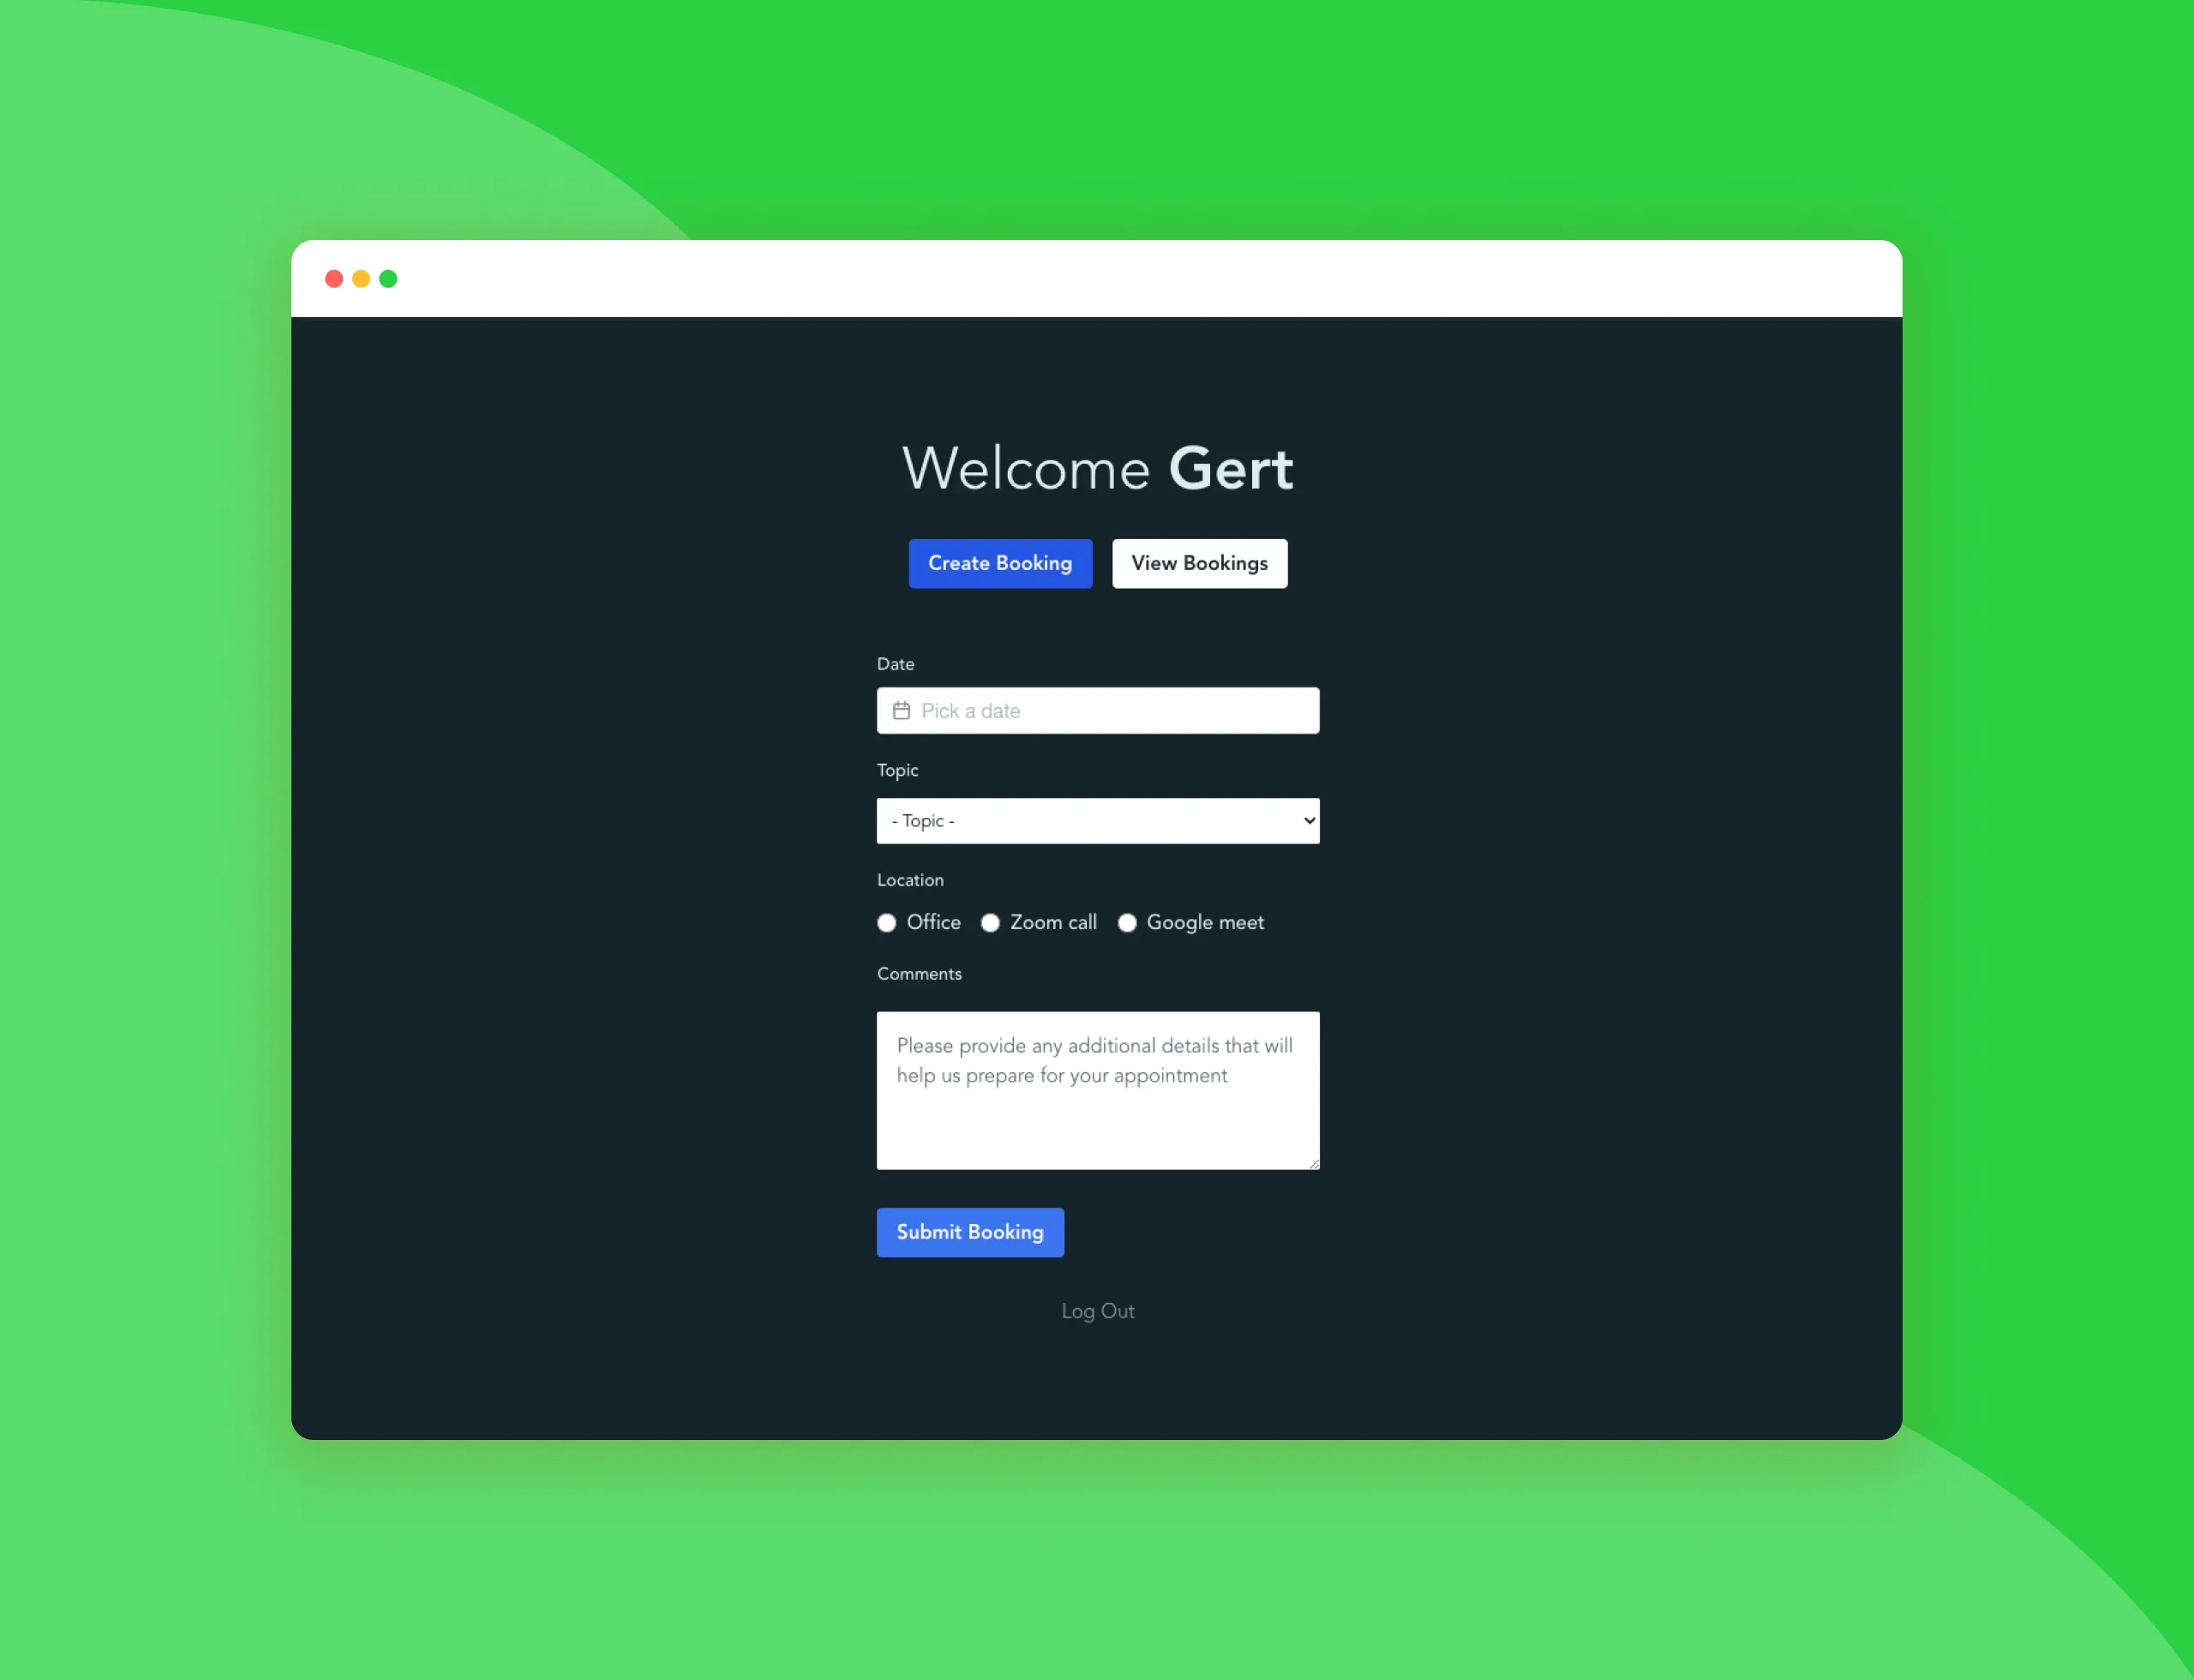 Welcome Gert
Create Booking View Bookings
Date
Pick a date
Topic
- Topic -
Location
Office Zoom call Google meet
Comments
Please provide any additional details that will
help us prepare for your appointment
Submit Booking
Log Out